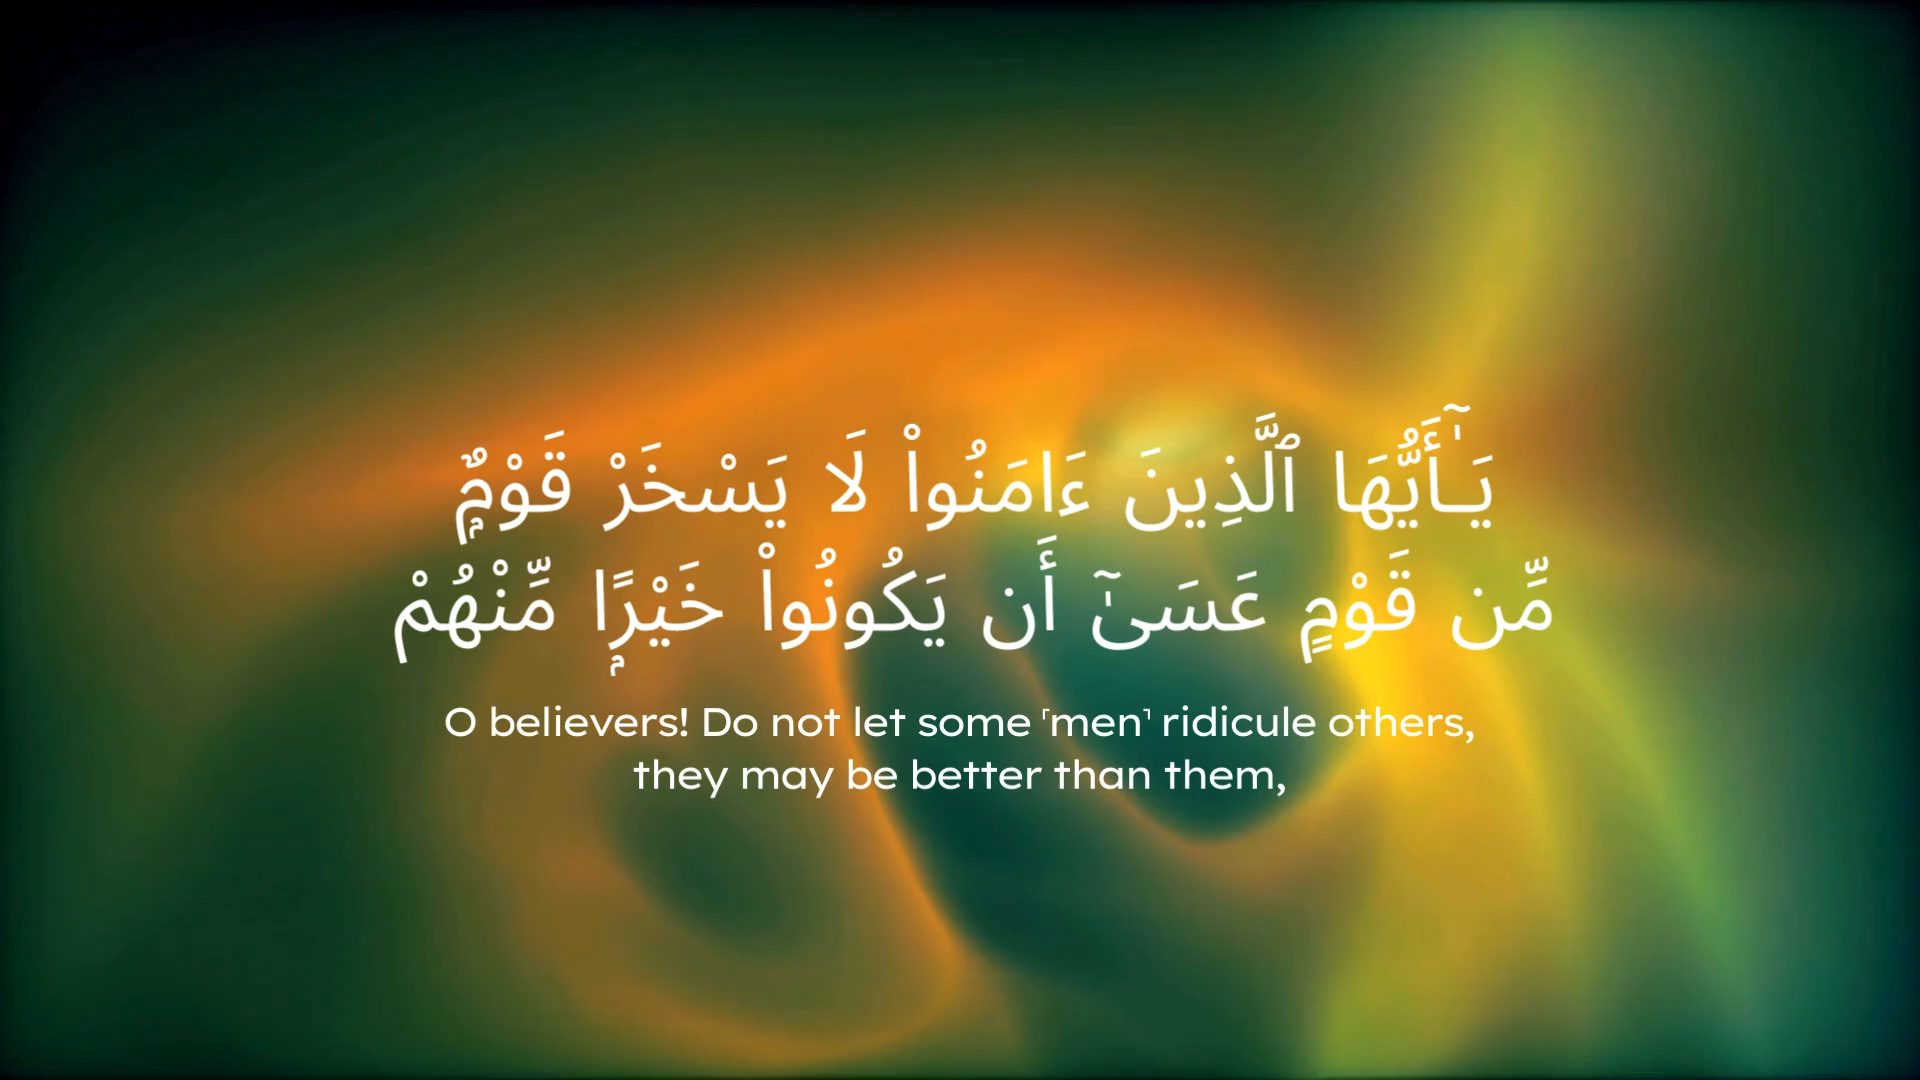 يَـٰٓأَيُّهَا ٱلَّذِينَ ءَامَنُوا۟ لَا يَسْخَرْ قَوْمٌۭ
مِّن قَوْمٍ عَسَىٰٓ أَن يَكُونُوا۟ خَيْرًۭا مِّنْهُمْ
O believers! Do not let some ˹men˺ ridicule others,
they may be better than them,